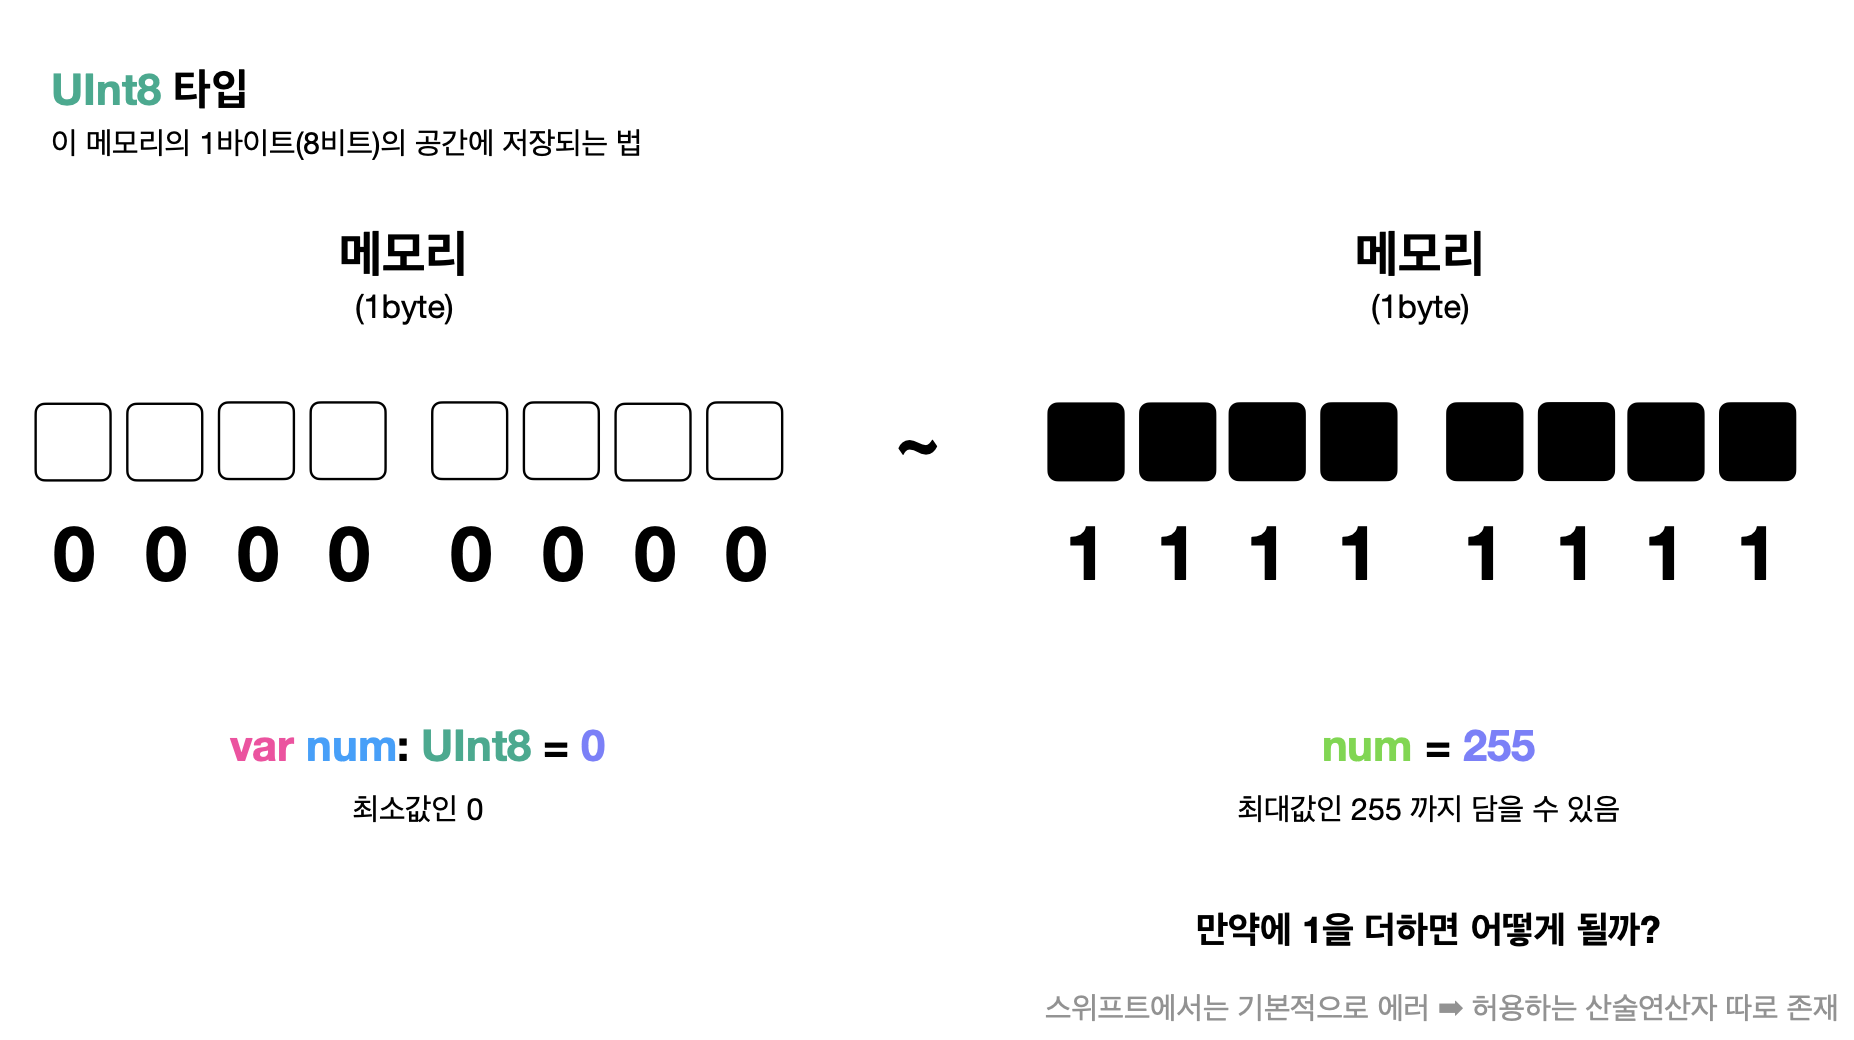 UInt8 타입
이 메모리의 1바이트(8비트)의 공간에 저장되는 법
메모리
(1byte)
0 0 0 0 0 0 0 0
var num: UInt8 = 0
최소값인 0
~
메모리
(1byte)
1 1 1 1 1 1 1 1
num = 255
최대값인 255 까지 담을 수 있음
만약에 1을 더하면 어떻게 될까?
스위프트에서는 기본적으로 에러 ➡ 허용하는 산술연산자 따로 존재